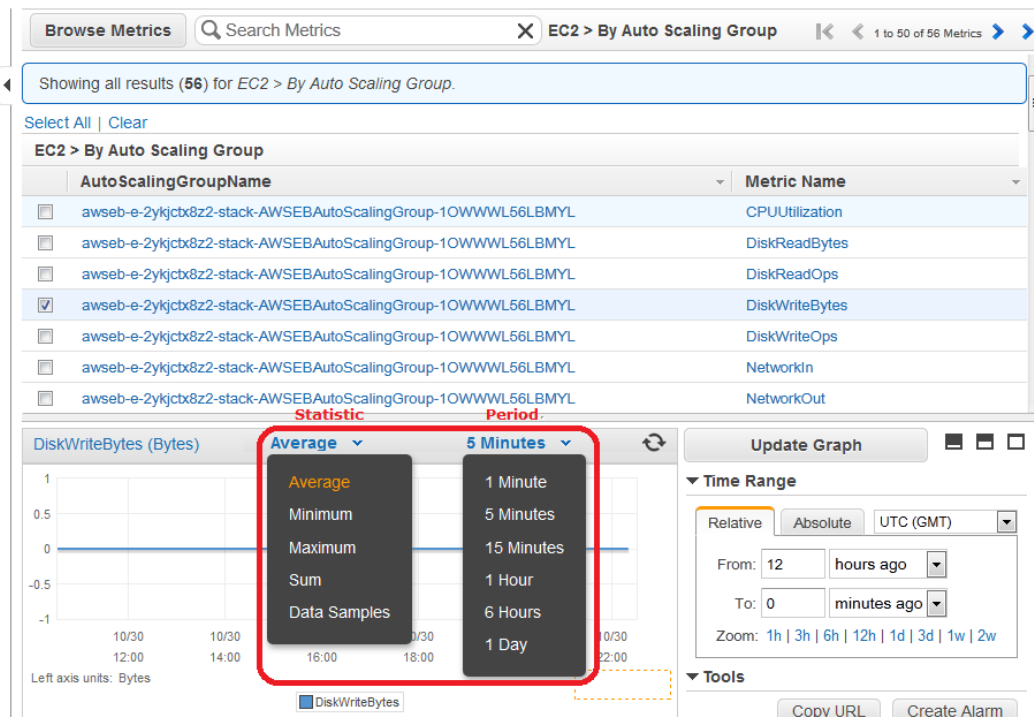 Browse Metrics Search Metrics EC2 > By Auto Scaling Group 1 to 50 of 56 Metrics
Showing all results (56) for EC2 > By Auto Scaling Group.
Select All | Clear
EC2 > By Auto Scaling Group
AutoScalingGroupName Metric Name
awseb-e-2ykjctx8z2-stack-AWSEBAutoScalingGroup-1OWWWL56LBMYL CPUUtilization
awseb-e-2ykjctx8z2-stack-AWSEBAutoScalingGroup-1OWWWL56LBMYL DiskReadBytes
awseb-e-2ykjctx8z2-stack-AWSEBAutoScalingGroup-1OWWWL56LBMYL DiskReadOps
awseb-e-2ykjctx8z2-stack-AWSEBAutoScalingGroup-1OWWWL56LBMYL DiskWriteBytes
awseb-e-2ykjctx8z2-stack-AWSEBAutoScalingGroup-1OWWWL56LBMYL DiskWriteOps
awseb-e-2ykjctx8z2-stack-AWSEBAutoScalingGroup-1OWWWL56LBMYL NetworkIn
awseb-e-2ykjctx8z2-stack-AWSEBAutoScalingGroup-1OWWWL56LBMYL NetworkOut
Statistic Period
DiskWriteBytes (Bytes) Average 5 Minutes
Average
Minimum
Maximum
Sum
Data Samples
1 Minute
5 Minutes
15 Minutes
1 Hour
6 Hours
1 Day
1
0.5
0
-0.5
-1
10/30 10/30 0/30 10/30
12:00 14:00 16:00 18:00 22:00
Left axis units: Bytes
DiskWriteBytes
Update Graph
Time Range
Relative Absolute UTC (GMT)
From: 12 hours ago
To: 0 minutes ago
Zoom: 1h | 3h | 6h | 12h | 1d | 3d | 1w | 2w
Tools
Copy URL Create Alarm